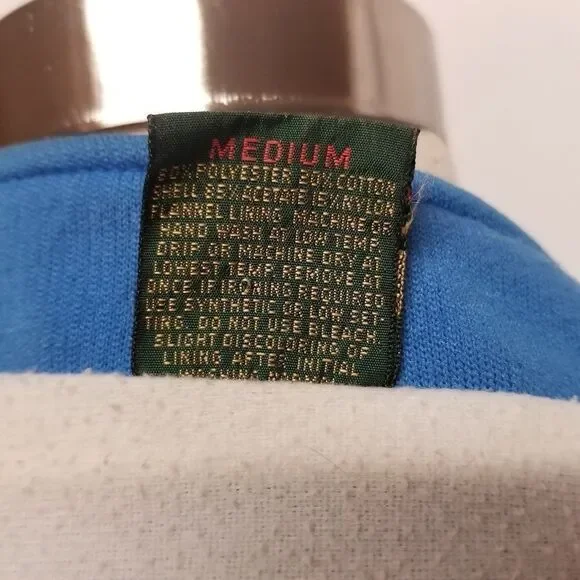 MEDIUM
80% POLYESTER 20% COTTON
SHELL 85% ACETATE 15% NYLON
FLANNEL LINING. MACHINE OR
HAND WASH AT LOW TEMP.
DRIP OR MACHINE DRY AT
LOWEST TEMP. REMOVE AT
ONCE IF IRONING REQUIRED
USE SYNTHETIC OR LOW SET
TING. DO NOT USE BLEACH
SLIGHT DISCOLORING OF
LINING AFTER INITIAL